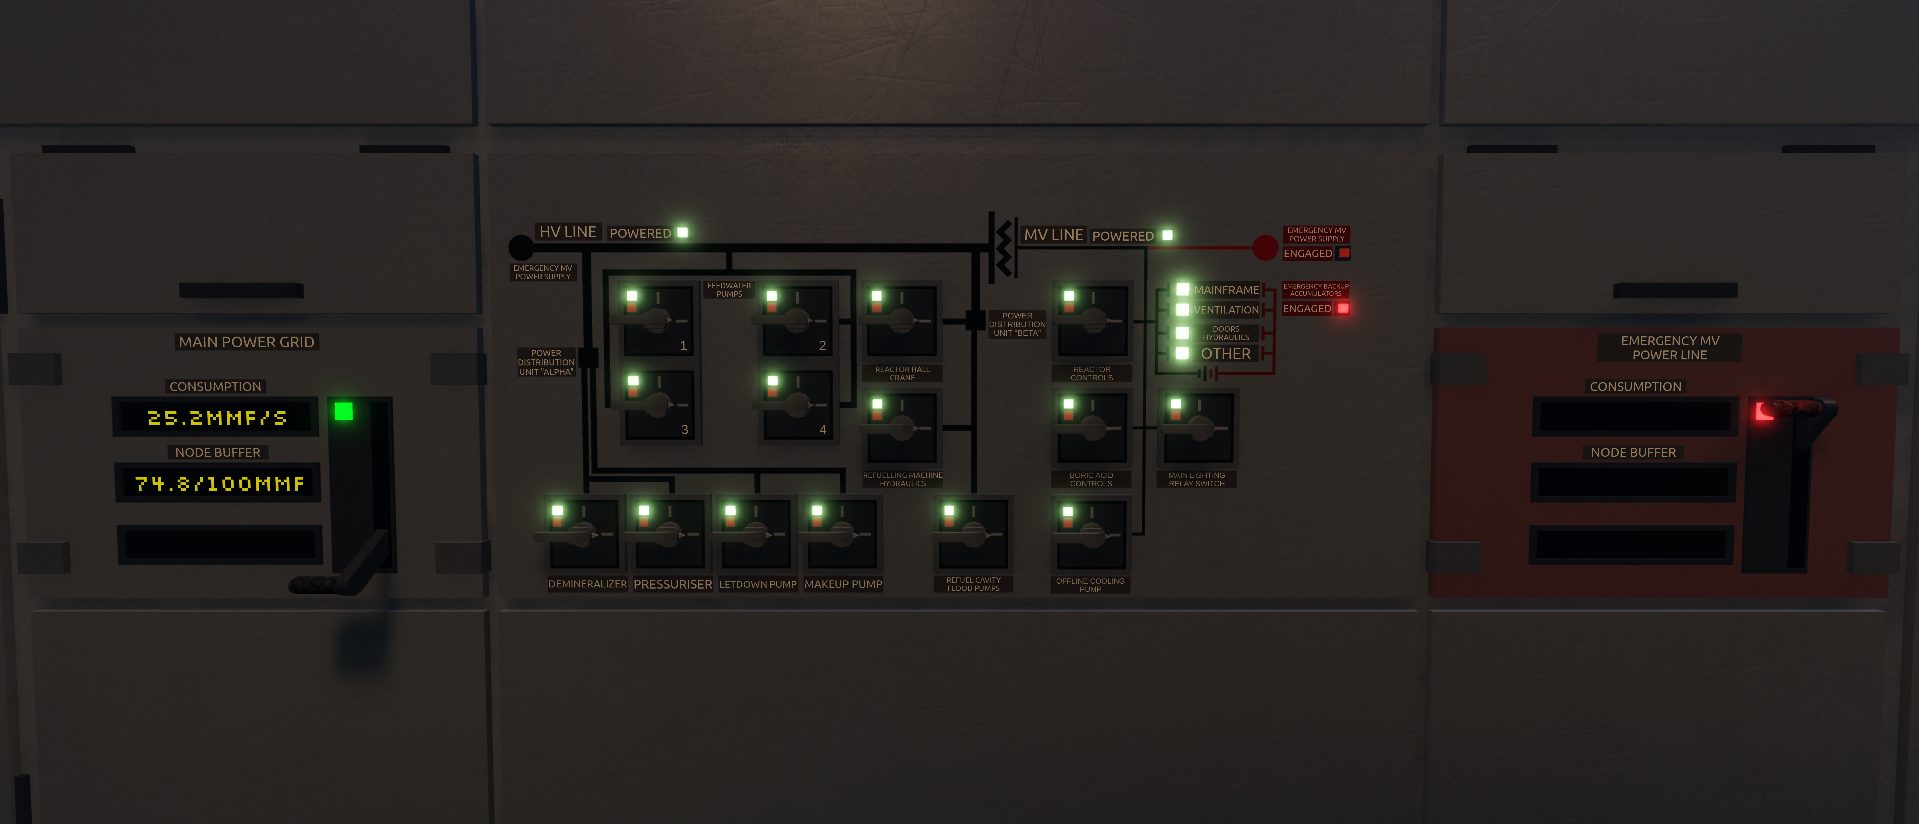 HV LINE
POWERED
EMERGENCY MV
POWER SUPPLY
FEEDWATER
PUMPS
1
2
3
4
POWER
DISTRIBUTION
UNIT "ALPHA"
REACTOR HALL
CRANE
REFUELLING MACHINE
HYDRAULICS
DEMINERALIZER
PRESSURISER
LETDOWN PUMP
MAKEUP PUMP
REFUEL CAVITY
FLOOD PUMPS
POWER
DISTRIBUTION
UNIT "BETA"
MV LINE
POWERED
EMERGENCY MV
POWER SUPPLY
ENGAGED
MAINFRAME
VENTILATION
DOORS
HYDRAULICS
OTHER
EMERGENCY BACKUP
ACCUMULATORS
ENGAGED
REACTOR
CONTROLS
BORIC ACID
CONTROLS
MAIN LIGHTING
RELAY SWITCH
OFFLINE COOLING
PUMP
MAIN POWER GRID
CONSUMPTION
25.2MMF/S
NODE BUFFER
74.8/100MMF
EMERGENCY MV
POWER LINE
CONSUMPTION
NODE BUFFER